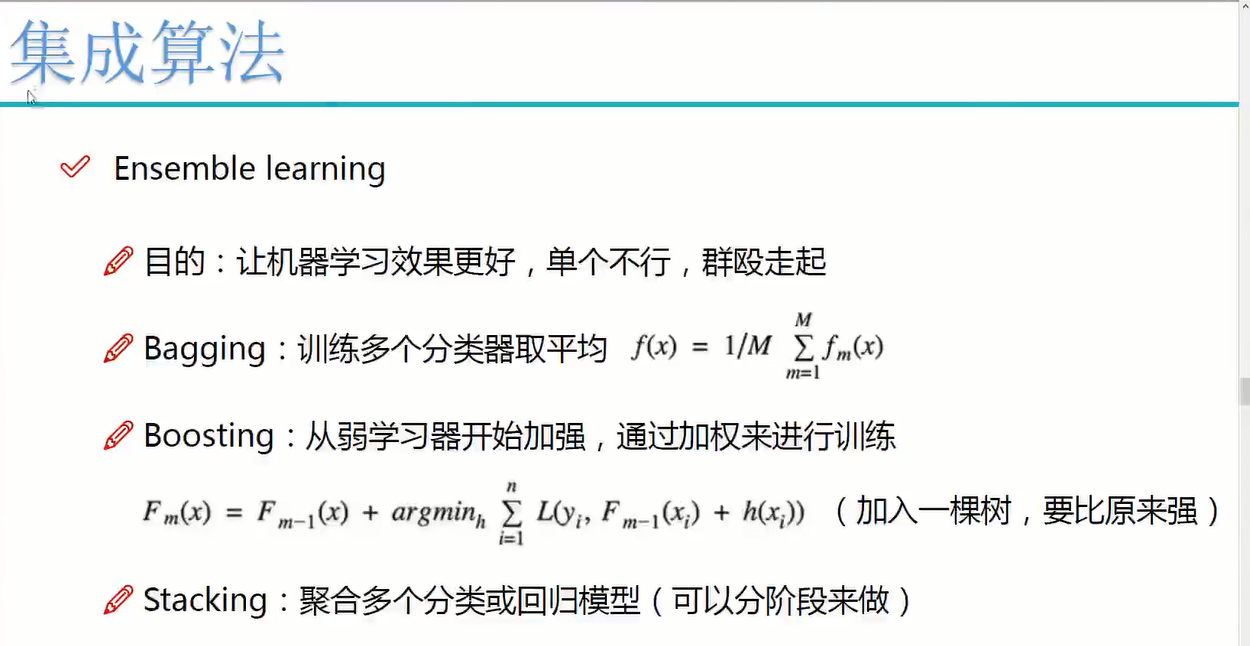 集成算法
Ensemble learning
目的：让机器学习效果更好，单个不行，群殴走起
Bagging：训练多个分类器取平均 f(x) = 1/M ∑_{m=1}^{M} f_m(x)
Boosting：从弱学习器开始加强，通过加权来进行训练
F_m(x) = F_{m−1}(x) + argmin_h ∑_{i=1}^{n} L(y_i, F_{m−1}(x_i) + h(x_i)) （加入一棵树，要比原来强）
Stacking：聚合多个分类或回归模型（可以分阶段来做）